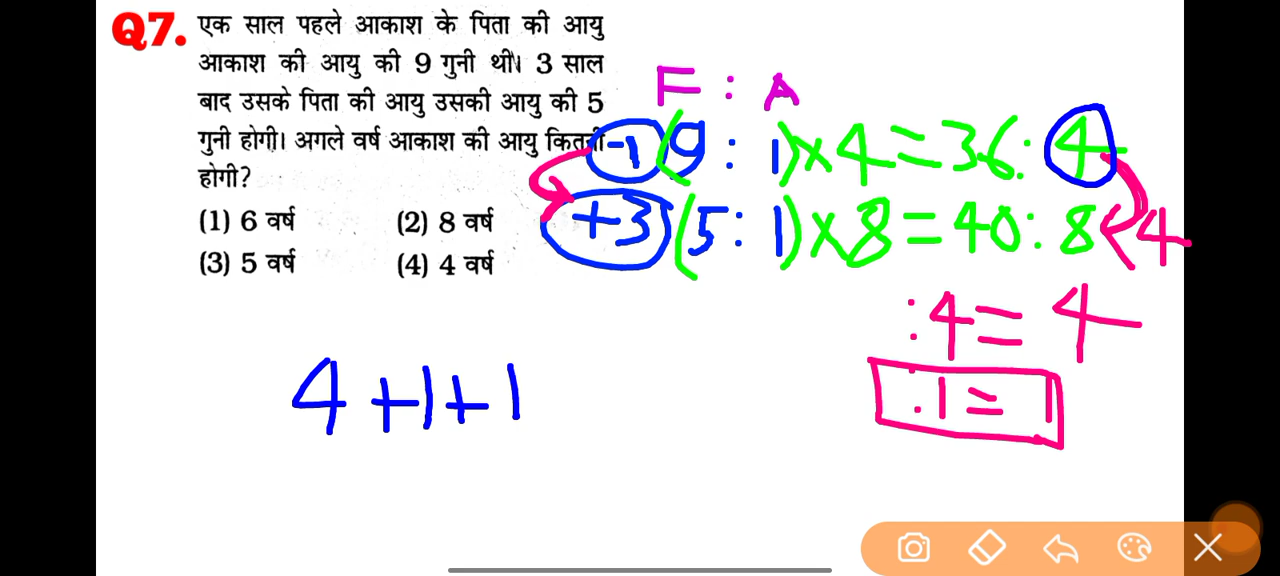 Q7. एक साल पहले आकाश के पिता की आयु
आकाश की आयु की 9 गुनी थी। 3 साल
बाद उसके पिता की आयु उसकी आयु की 5
गुनी होगी। अगले वर्ष आकाश की आयु कितनी
होगी?
(1) 6 वर्ष (2) 8 वर्ष
(3) 5 वर्ष (4) 4 वर्ष
F : A
-1 (9 : 1) × 4 = 36 : 4
+3 (5 : 1) × 8 = 40 : 8 4
: 4 = 4
: 1 = 1
4 + 1 + 1